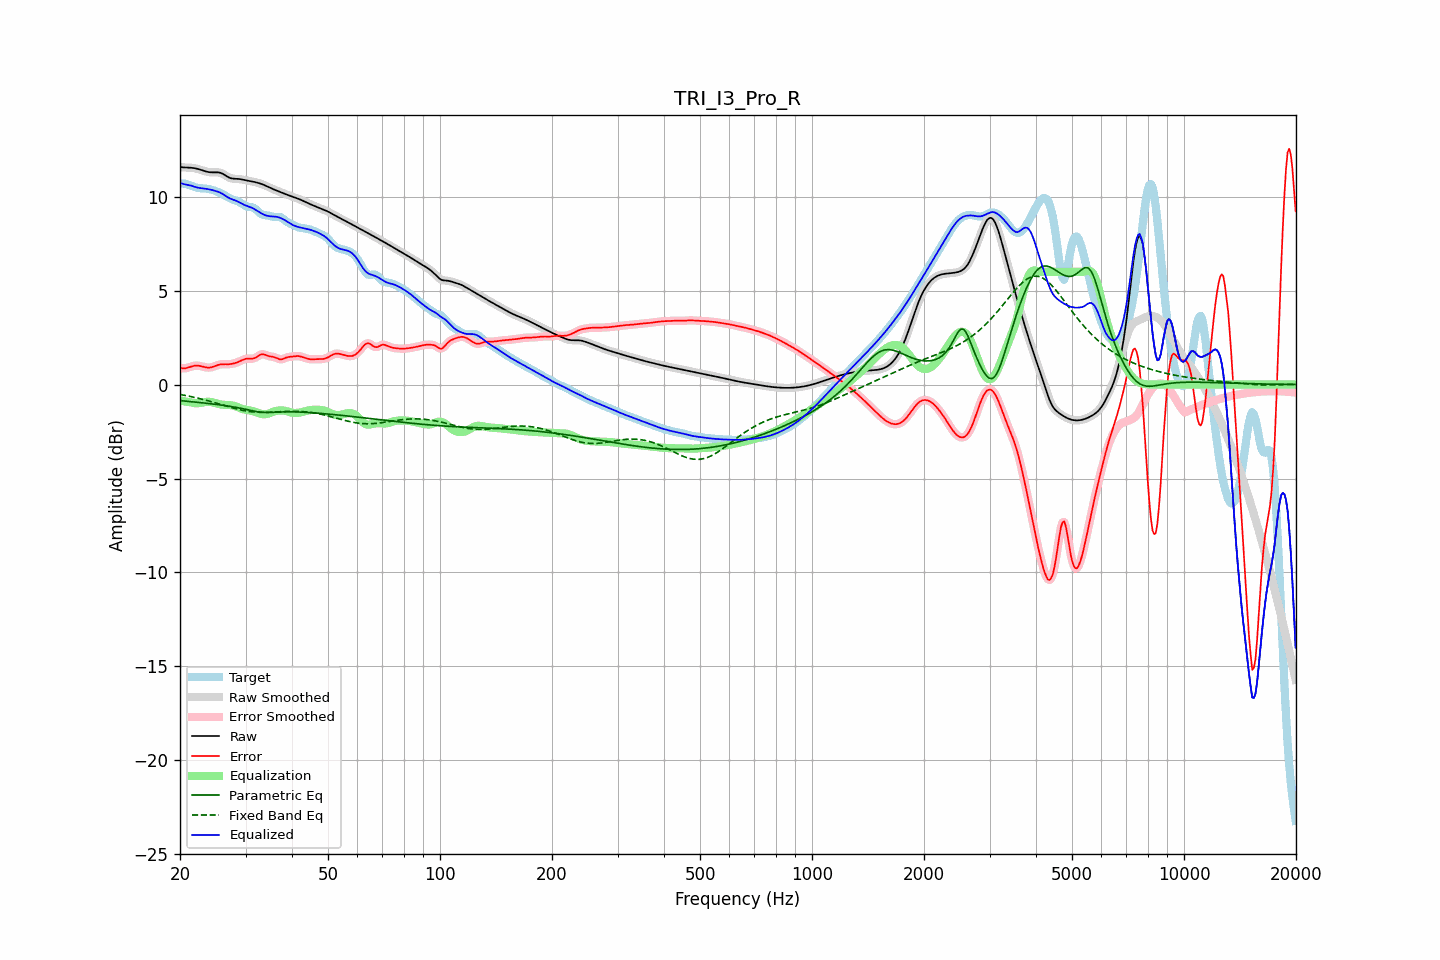 TRI_I3_Pro_R
Amplitude (dBr)
10
5
0
−5
−10
−15
−20
−25
Target
Raw Smoothed
Error Smoothed
Raw
Error
Equalization
Parametric Eq
Fixed Band Eq
Equalized
20
50
100
200
500
1000
2000
5000
10000
20000
Frequency (Hz)